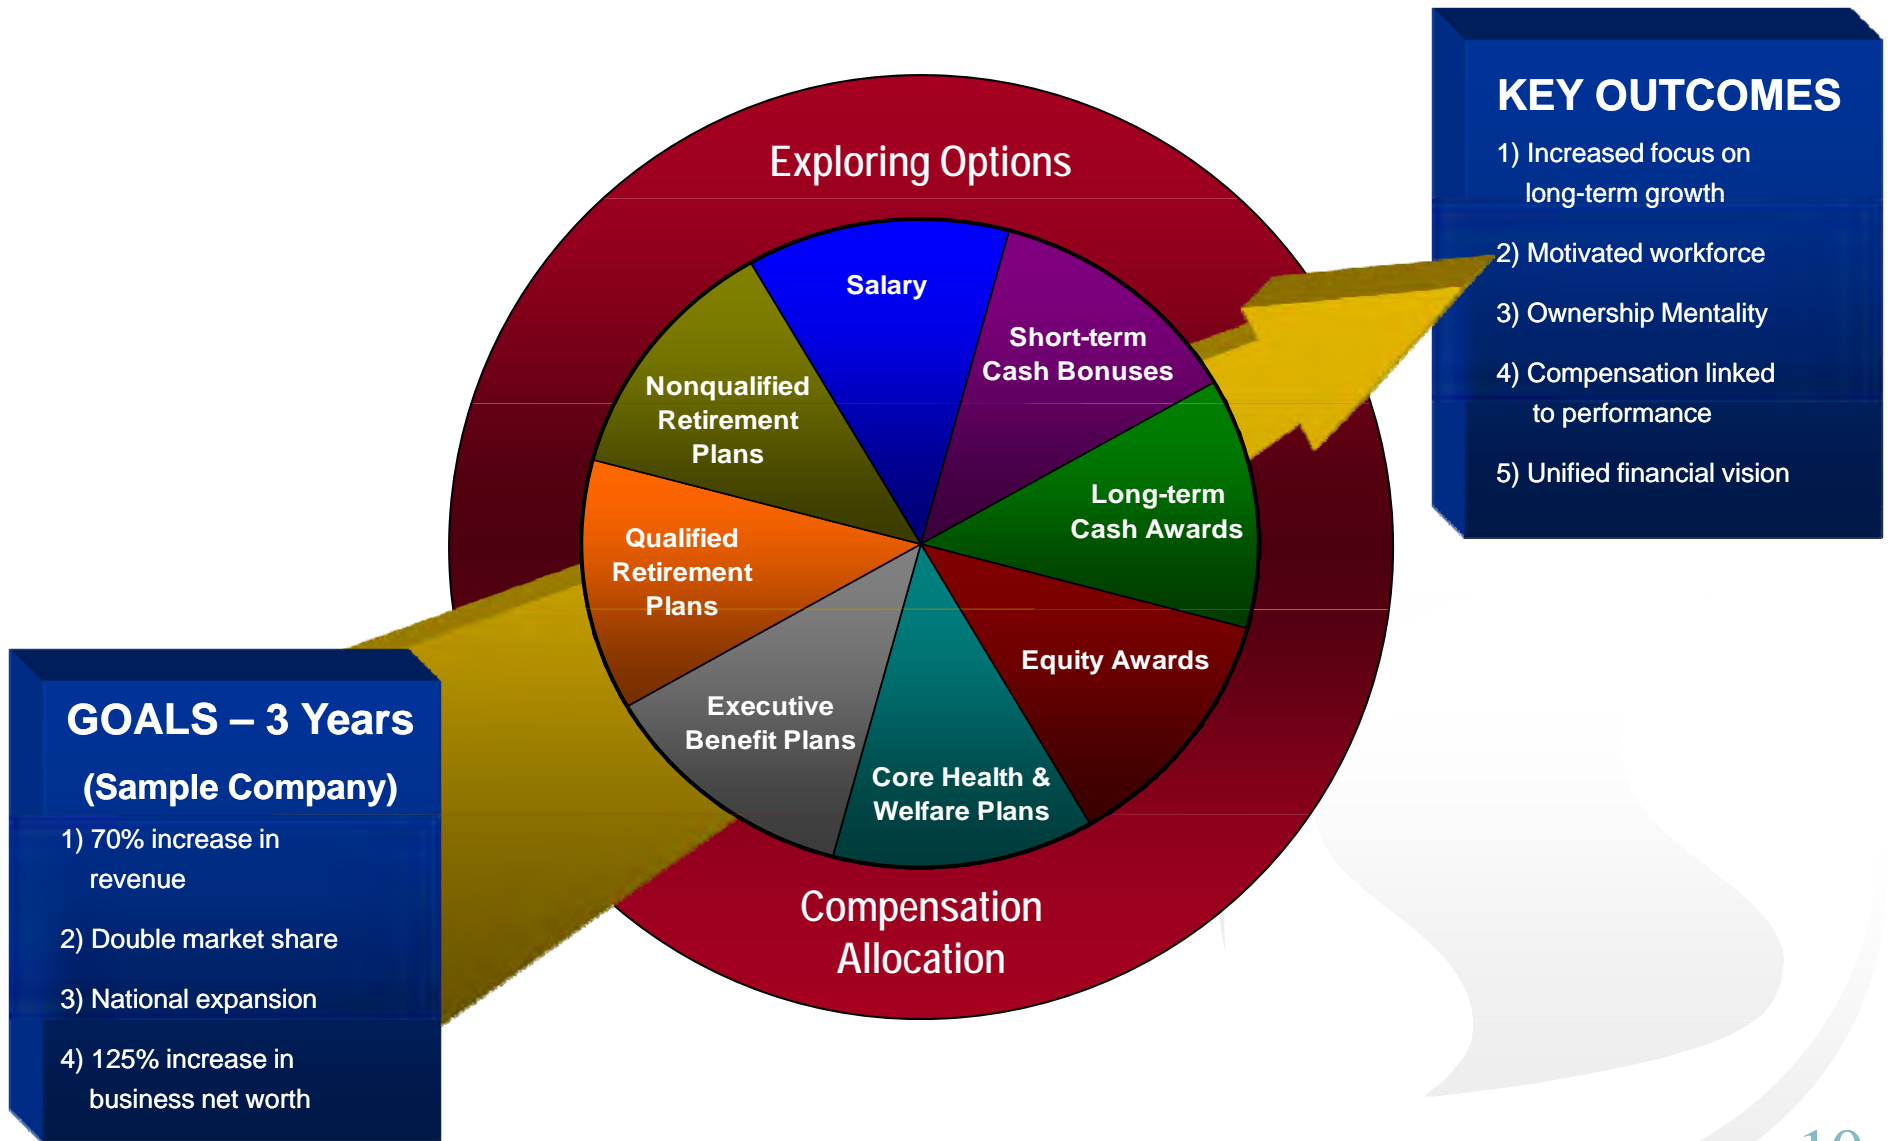 Exploring Options
Salary
Short-term
Cash Bonuses
Long-term
Cash Awards
Equity Awards
Core Health &
Welfare Plans
Executive
Benefit Plans
Qualified
Retirement
Plans
Nonqualified
Retirement
Plans
Compensation
Allocation
GOALS – 3 Years
(Sample Company)
1) 70% increase in
revenue
2) Double market share
3) National expansion
4) 125% increase in
business net worth
KEY OUTCOMES
1) Increased focus on
long-term growth
2) Motivated workforce
3) Ownership Mentality
4) Compensation linked
to performance
5) Unified financial vision